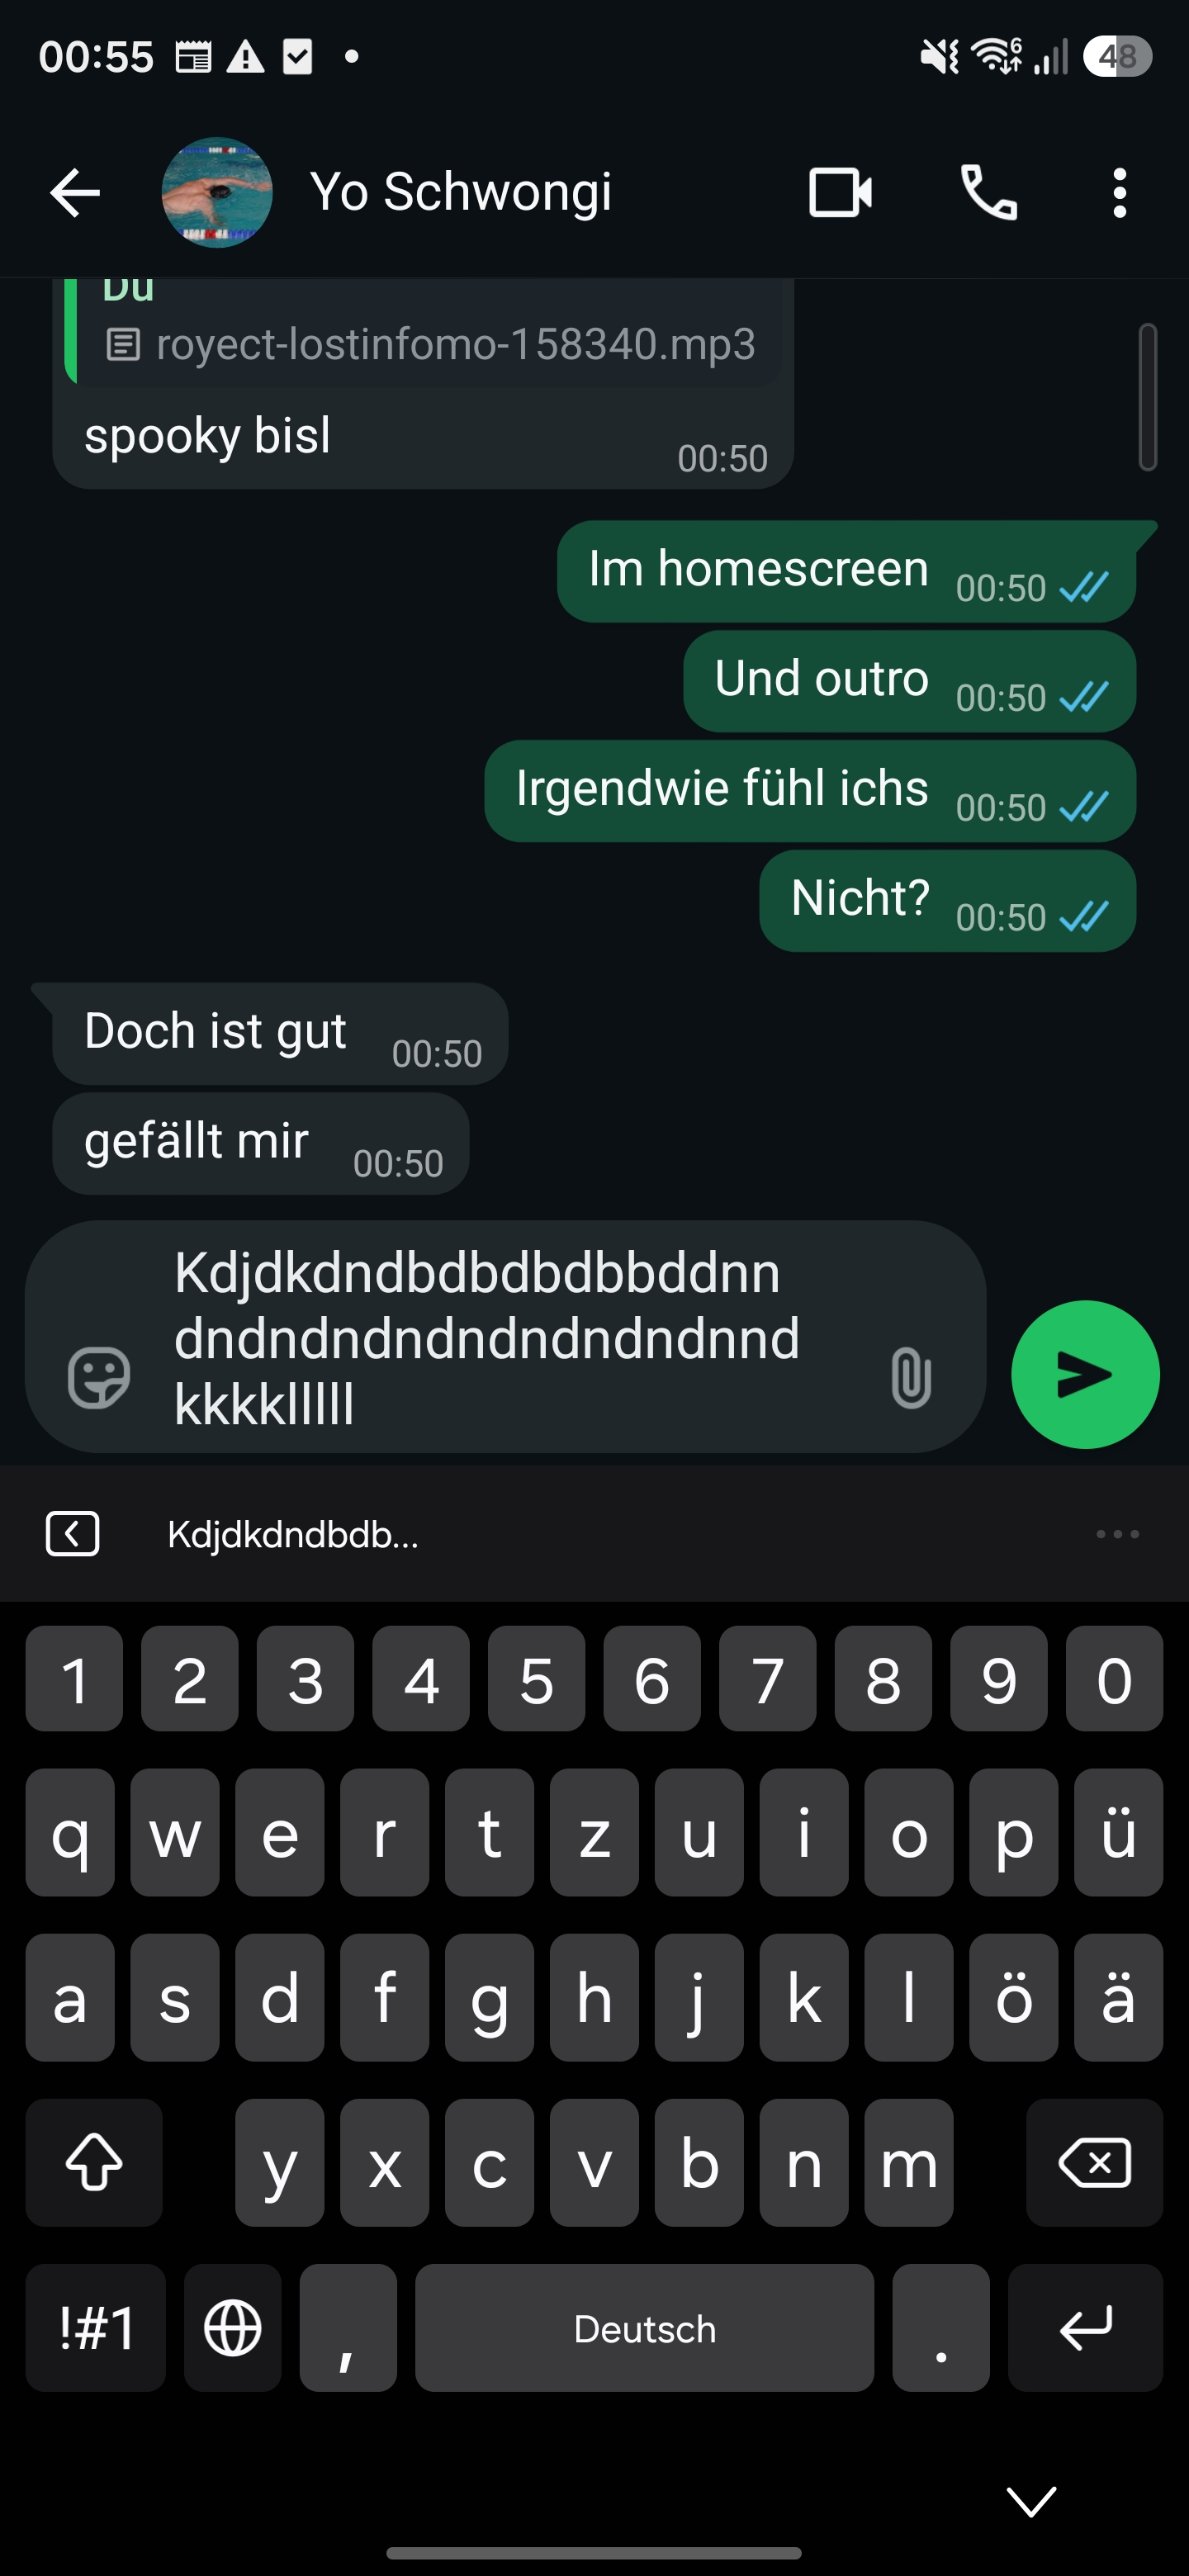 00:55
6
48
Yo Schwongi
Du
royect-lostinfomo-158340.mp3
spooky bisl
00:50
Im homescreen 00:50
Und outro 00:50
Irgendwie fühl ichs 00:50
Nicht? 00:50
Doch ist gut 00:50
gefällt mir 00:50
Kdjdkdndbdbdbdbbddnn
dndndndndndndndndnnd
kkkklllll
Kdjdkdndbdb...
1 2 3 4 5 6 7 8 9 0
q w e r t z u i o p ü
a s d f g h j k l ö ä
y x c v b n m
!#1 , Deutsch .